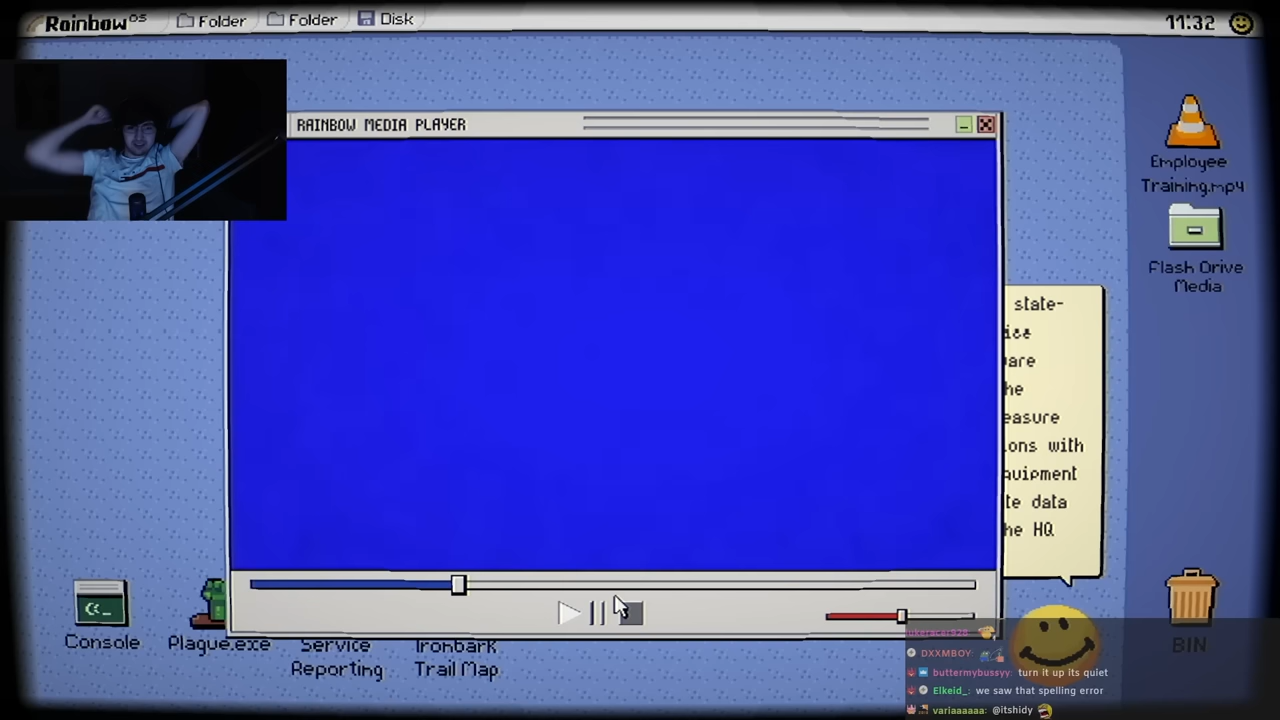 Rainbow OS
Folder
Folder
Disk
11:32
RAINBOW MEDIA PLAYER
Employee
Training.mp4
Flash Drive
Media
state-
are
he
easure
ons with
quipment
te data
he HQ
Console
Plague.exe
Service
Reporting
Ironbark
Trail Map
BIN
DXXMBOY:
buttermybussyy: turn it up its quiet
Elkeid_: we saw that spelling error
variaaaaaa: @itshidy